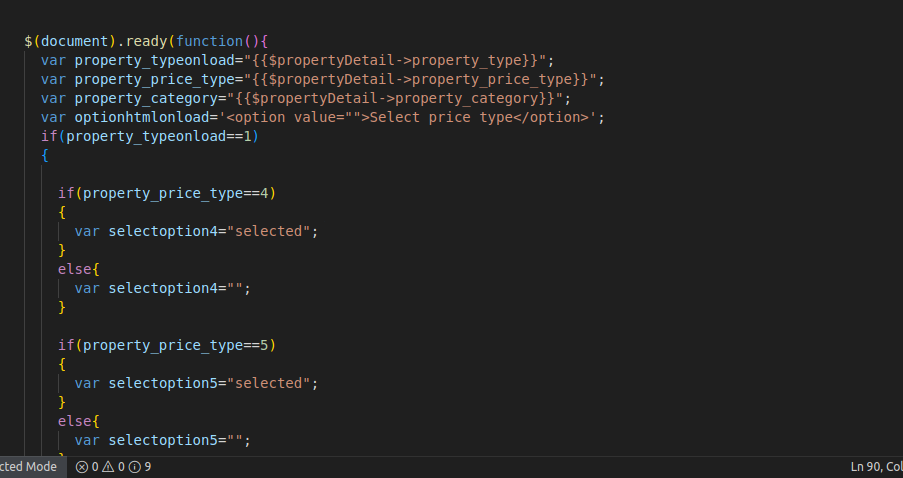 $(document).ready(function(){
var property_typeonload="{{$propertyDetail->property_type}}";
var property_price_type="{{$propertyDetail->property_price_type}}";
var property_category="{{$propertyDetail->property_category}}";
var optionhtmlonload='<option value="">Select price type</option>';
if(property_typeonload==1)
{
if(property_price_type==4)
{
var selectoption4="selected";
}
else{
var selectoption4="";
}
if(property_price_type==5)
{
var selectoption5="selected";
}
else{
var selectoption5="";
}
cted Mode 0 0 9 Ln 90, Col